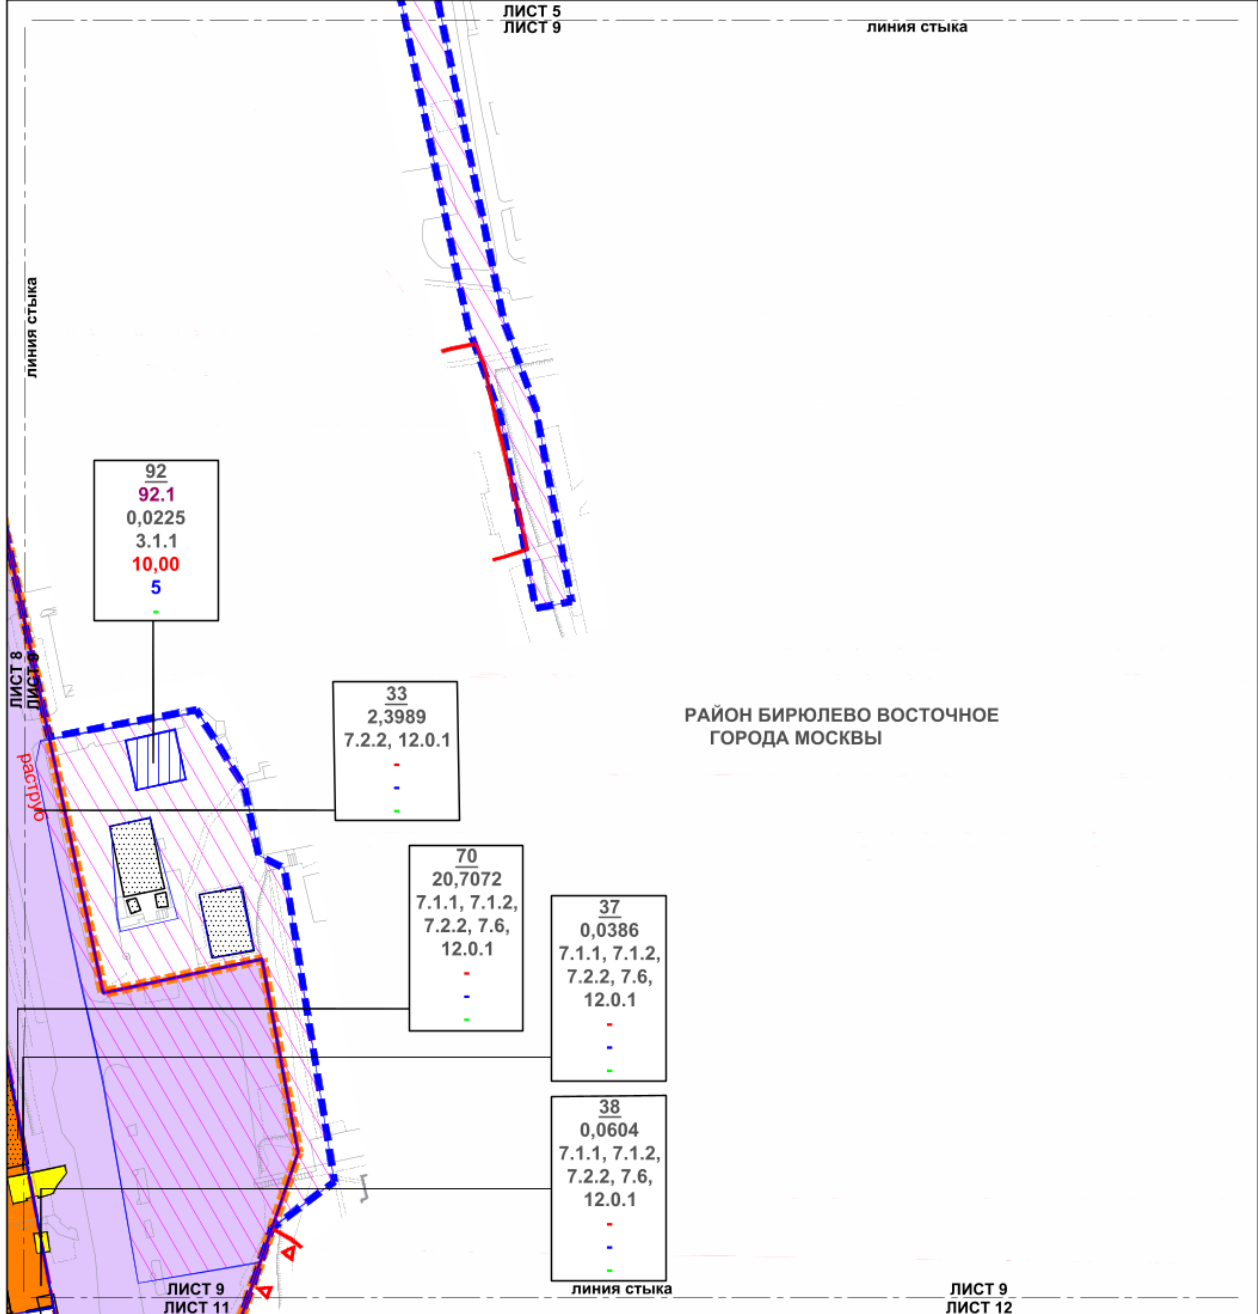 ЛИСТ 5
ЛИСТ 9
линия стыка
линия стыка
92
92.1
0,0225
3.1.1
10,00
5
-
ЛИСТ 8
ЛИСТ 9
33
2,3989
7.2.2, 12.0.1
-
-
-
РАЙОН БИРЮЛЕВО ВОСТОЧНОЕ
ГОРОДА МОСКВЫ
раструб
70
20,7072
7.1.1, 7.1.2,
7.2.2, 7.6,
12.0.1
-
-
-
37
0,0386
7.1.1, 7.1.2,
7.2.2, 7.6,
12.0.1
-
-
-
38
0,0604
7.1.1, 7.1.2,
7.2.2, 7.6,
12.0.1
-
-
-
ЛИСТ 9
ЛИСТ 11
линия стыка
ЛИСТ 9
ЛИСТ 12